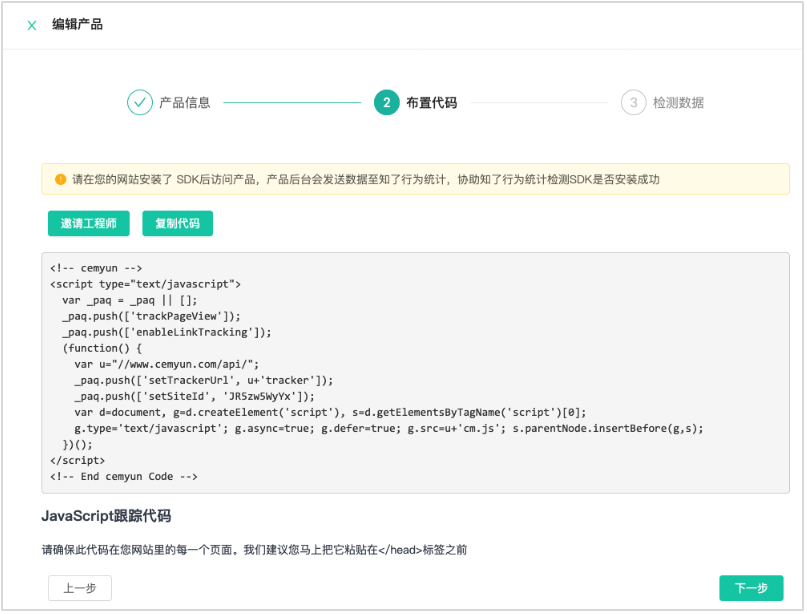 X 编辑产品
产品信息 2 布置代码 3 检测数据
请在您的网站安装了 SDK后访问产品，产品后台会发送数据至知了行为统计，协助知了行为统计检测SDK是否安装成功
邀请工程师 复制代码
<!-- cemyun -->
<script type="text/javascript">
  var _paq = _paq || [];
  _paq.push(['trackPageView']);
  _paq.push(['enableLinkTracking']);
  (function() {
    var u="//www.cemyun.com/api/";
    _paq.push(['setTrackerUrl', u+'tracker']);
    _paq.push(['setSiteId', 'JR5zw5WyYx']);
    var d=document, g=d.createElement('script'), s=d.getElementsByTagName('script')[0];
    g.type='text/javascript'; g.async=true; g.defer=true; g.src=u+'cm.js'; s.parentNode.insertBefore(g,s);
  })();
</script>
<!-- End cemyun Code -->
JavaScript跟踪代码
请确保此代码在您网站里的每一个页面。我们建议您马上把它粘贴在</head>标签之前
上一步 下一步